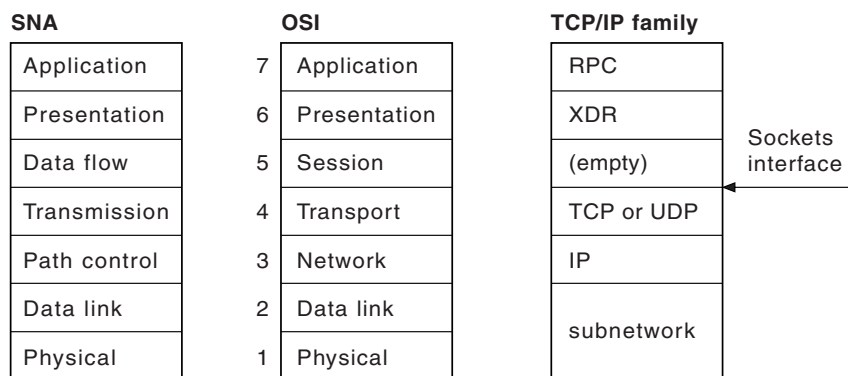 SNA OSI TCP/IP family
Application 7 Application RPC
Presentation 6 Presentation XDR
Sockets
Data flow 5 Session (empty) interface
Transmission 4 Transport TCP or UDP
Path control 3 Network IP
Data link 2 Data link
subnetwork
Physical 1 Physical